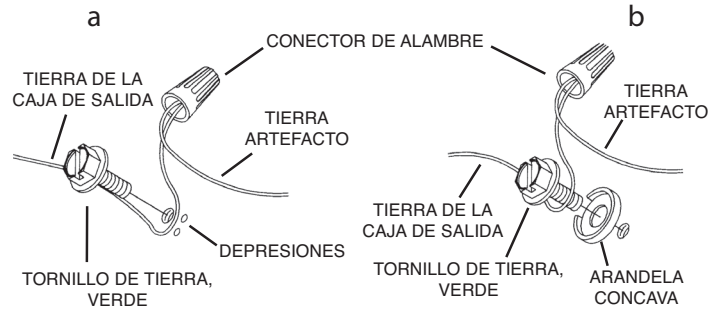 a
b
CONECTOR DE ALAMBRE
TIERRA DE LA
CAJA DE SALIDA
TIERRA
ARTEFACTO
DEPRESIONES
TORNILLO DE TIERRA,
VERDE
TIERRA
ARTEFACTO
TIERRA DE LA
CAJA DE SALIDA
TORNILLO DE TIERRA,
VERDE
ARANDELA
CONCAVA